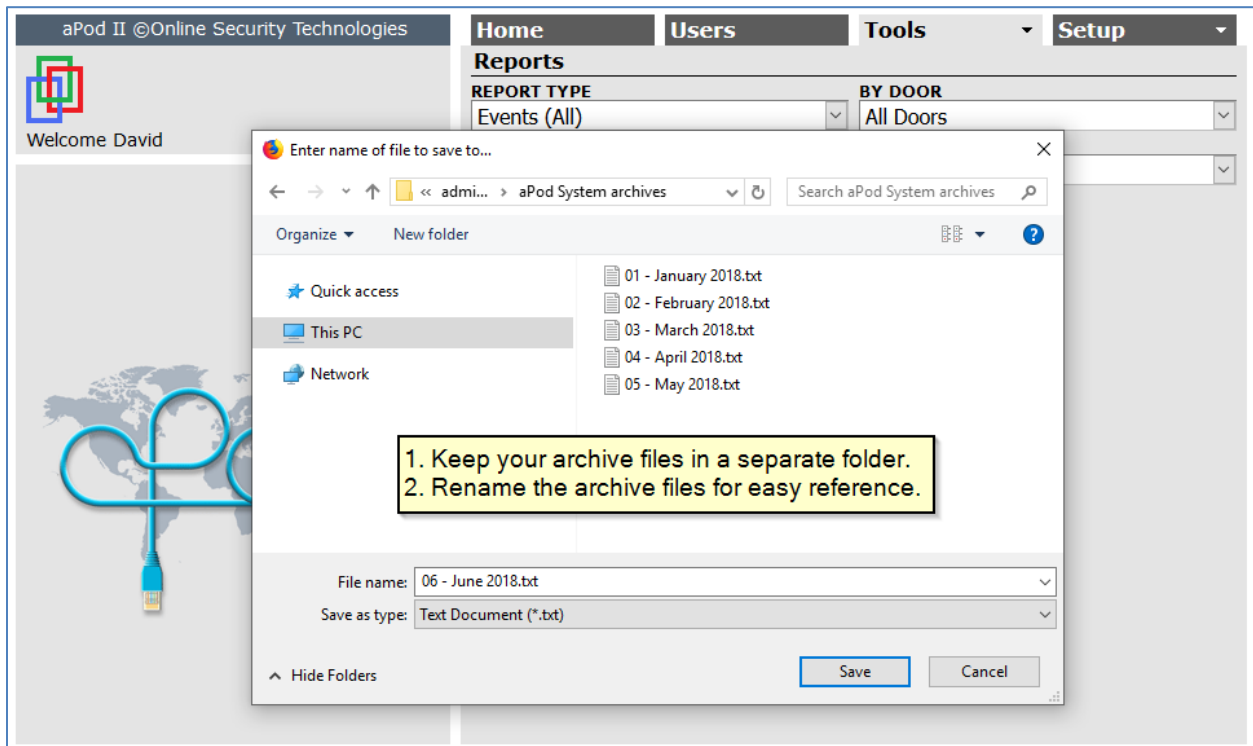 aPod II ©Online Security Technologies
Home
Users
Tools
Setup
Reports
REPORT TYPE
BY DOOR
Events (All)
All Doors
Welcome David
Enter name of file to save to...
« admi... › aPod System archives
Search aPod System archives
Organize
New folder
Quick access
This PC
Network
01 - January 2018.txt
02 - February 2018.txt
03 - March 2018.txt
04 - April 2018.txt
05 - May 2018.txt
1. Keep your archive files in a separate folder.
2. Rename the archive files for easy reference.
File name: 06 - June 2018.txt
Save as type: Text Document (*.txt)
Hide Folders
Save
Cancel